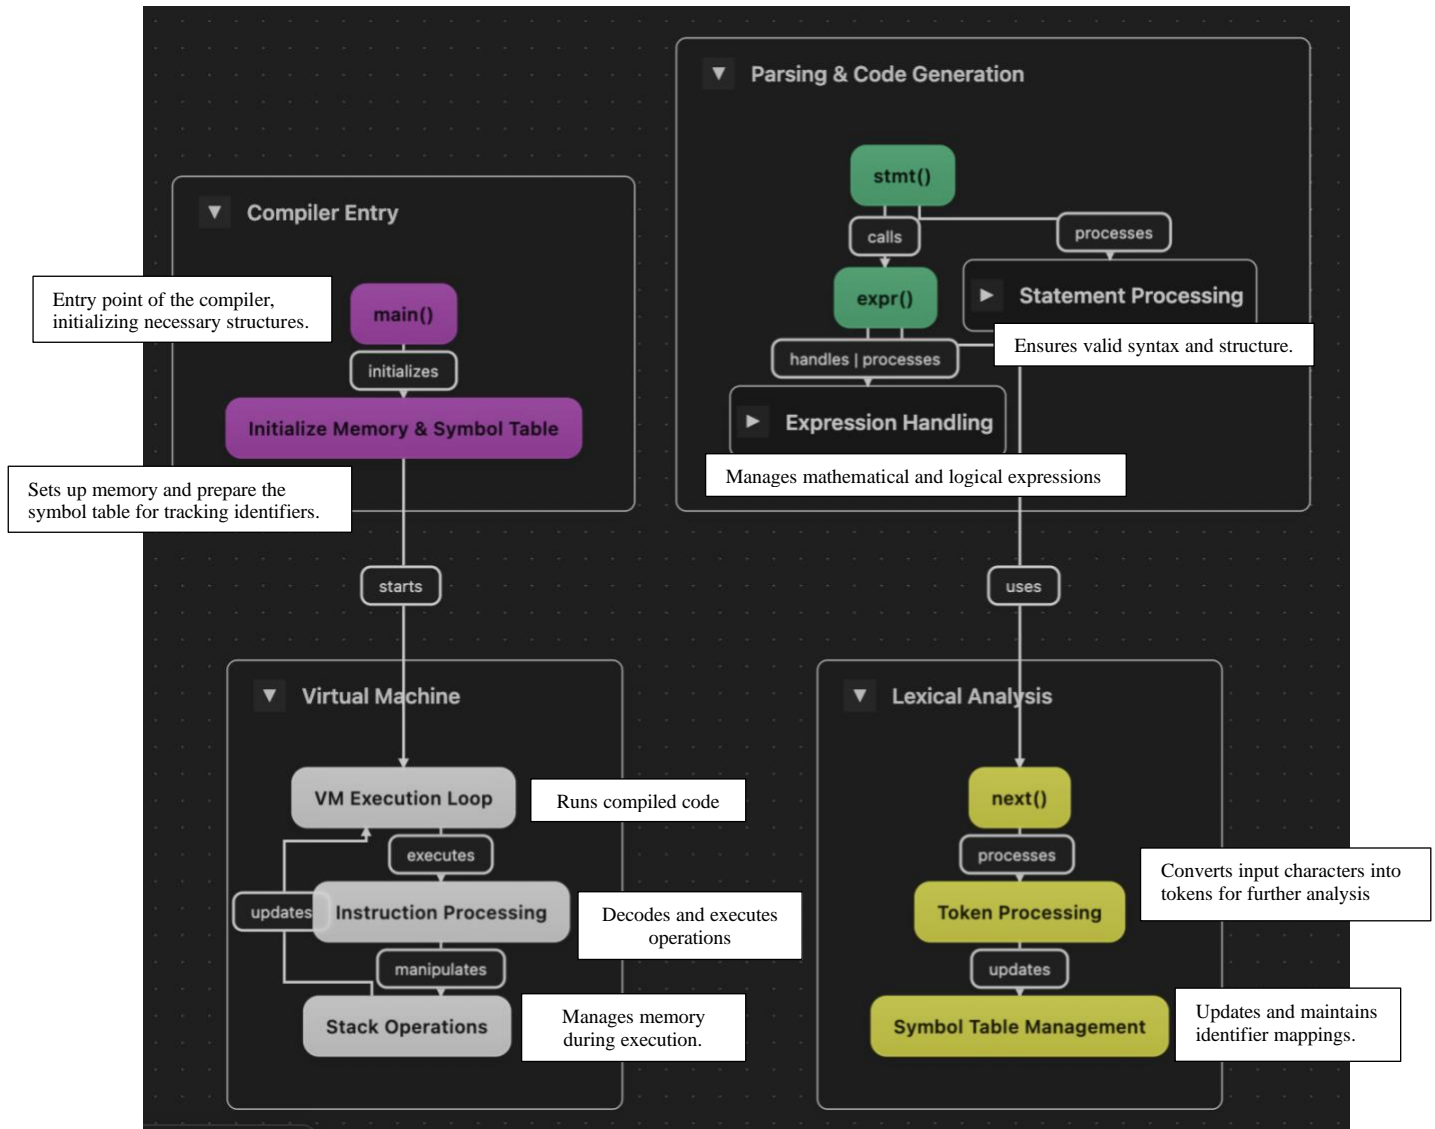 Parsing & Code Generation
stmt()
calls
processes
expr()
Statement Processing
Ensures valid syntax and structure.
handles | processes
Expression Handling
Manages mathematical and logical expressions
Compiler Entry
Entry point of the compiler,
initializing necessary structures.
main()
initializes
Initialize Memory & Symbol Table
Sets up memory and prepare the
symbol table for tracking identifiers.
starts
uses
Virtual Machine
VM Execution Loop
Runs compiled code
executes
updates
Instruction Processing
Decodes and executes
operations
manipulates
Stack Operations
Manages memory
during execution.
Lexical Analysis
next()
processes
Converts input characters into
tokens for further analysis
Token Processing
updates
Symbol Table Management
Updates and maintains
identifier mappings.